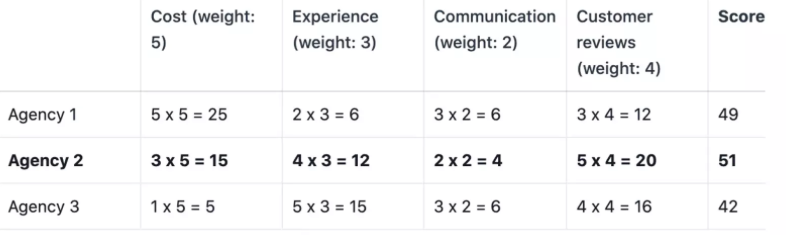 Cost (weight: 5) Experience (weight: 3) Communication (weight: 2) Customer reviews (weight: 4) Score
Agency 1 5 x 5 = 25 2 x 3 = 6 3 x 2 = 6 3 x 4 = 12 49
Agency 2 3 x 5 = 15 4 x 3 = 12 2 x 2 = 4 5 x 4 = 20 51
Agency 3 1 x 5 = 5 5 x 3 = 15 3 x 2 = 6 4 x 4 = 16 42